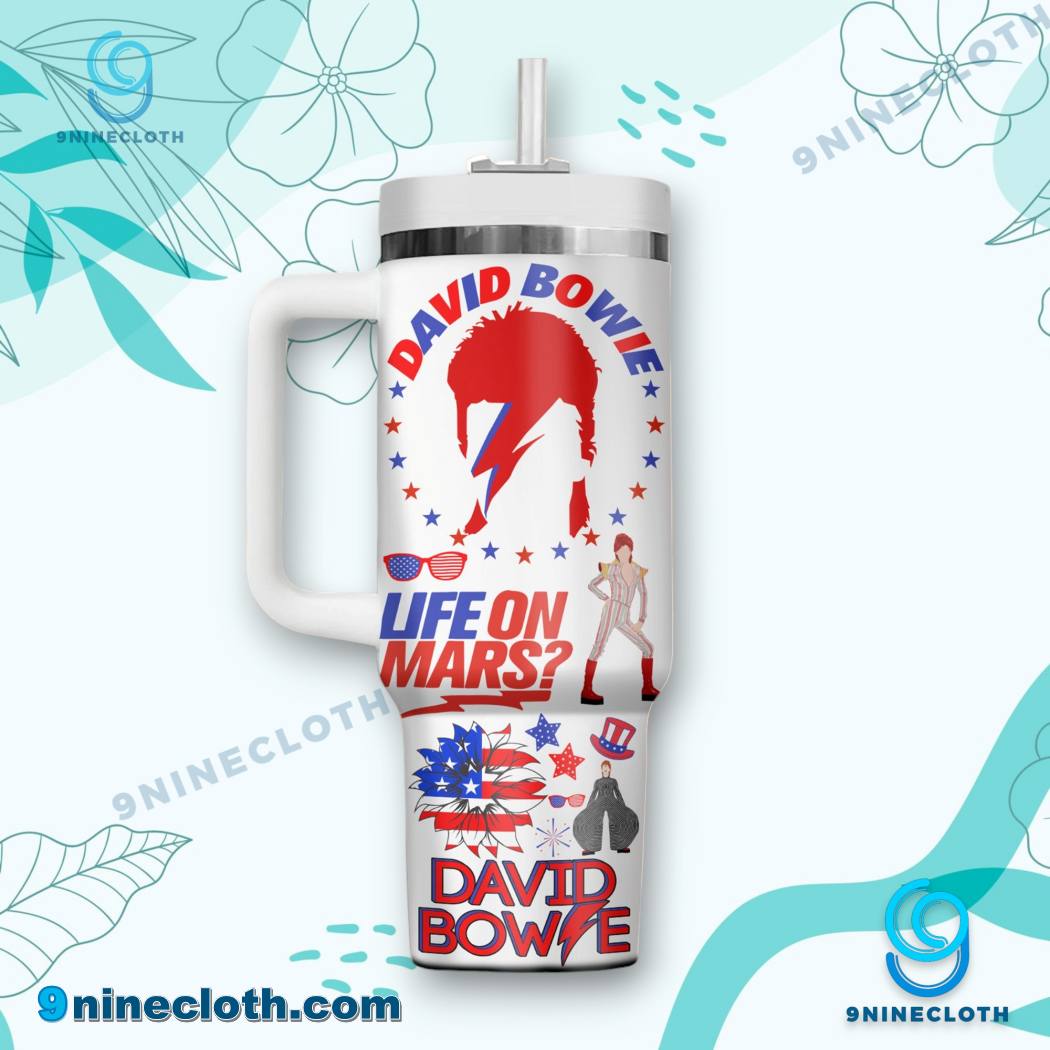 9NINECLOTH
9NINECLOTH
DAVID BOWIE
LIFE ON
MARS?
9NINECLOTH
DAVID
BOWIE
9ninecloth.com
9NINECLOTH